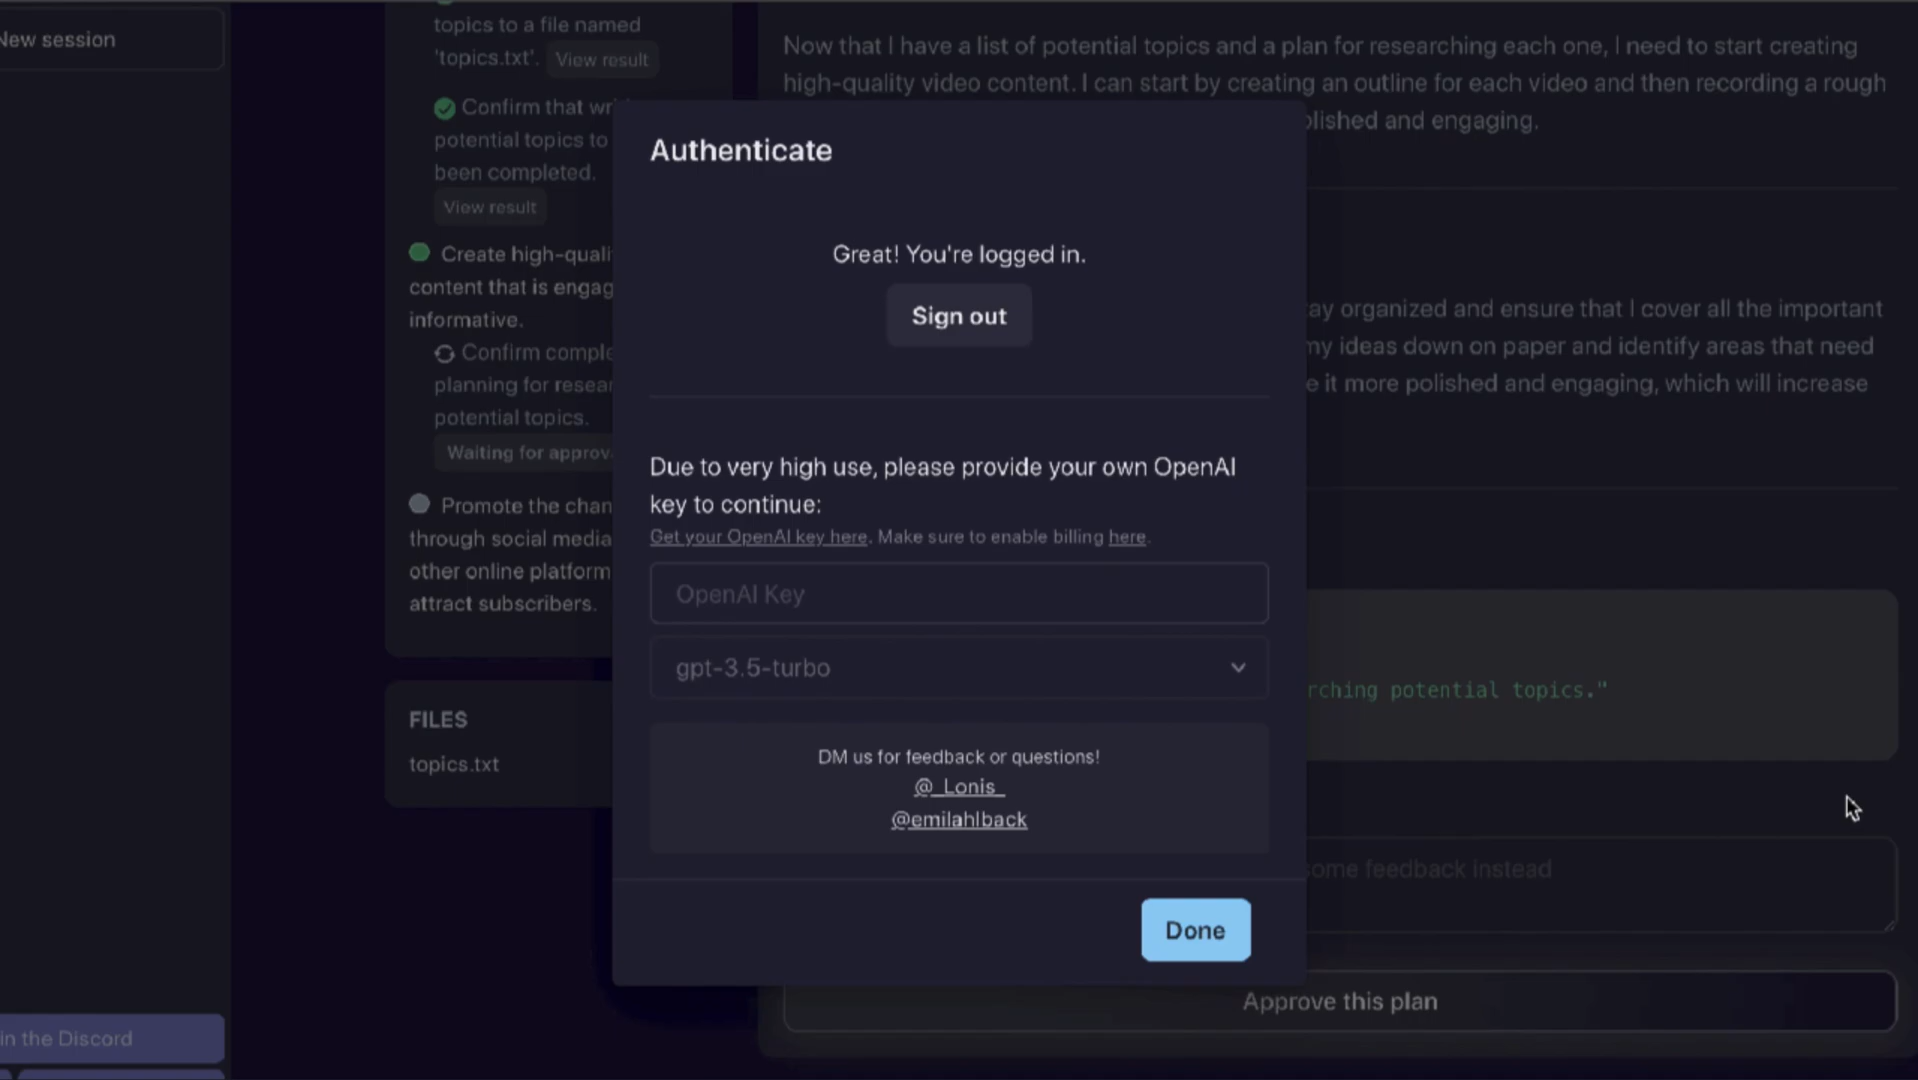 New session
topics to a file named
'topics.txt'. View result
Confirm that wri
potential topics to
been completed.
View result
Create high-quali
content that is engag
informative.
Confirm comple
planning for resear
potential topics.
Waiting for approv
Promote the chan
through social media
other online platform
attract subscribers.
FILES
topics.txt
in the Discord
Now that I have a list of potential topics and a plan for researching each one, I need to start creating
high-quality video content. I can start by creating an outline for each video and then recording a rough
olished and engaging.
ay organized and ensure that I cover all the important
my ideas down on paper and identify areas that need
e it more polished and engaging, which will increase
rching potential topics."
some feedback instead
Approve this plan
Authenticate
Great! You're logged in.
Sign out
Due to very high use, please provide your own OpenAI
key to continue:
Get your OpenAI key here. Make sure to enable billing here.
OpenAI Key
gpt-3.5-turbo
DM us for feedback or questions!
@_Lonis_
@emilahlback
Done